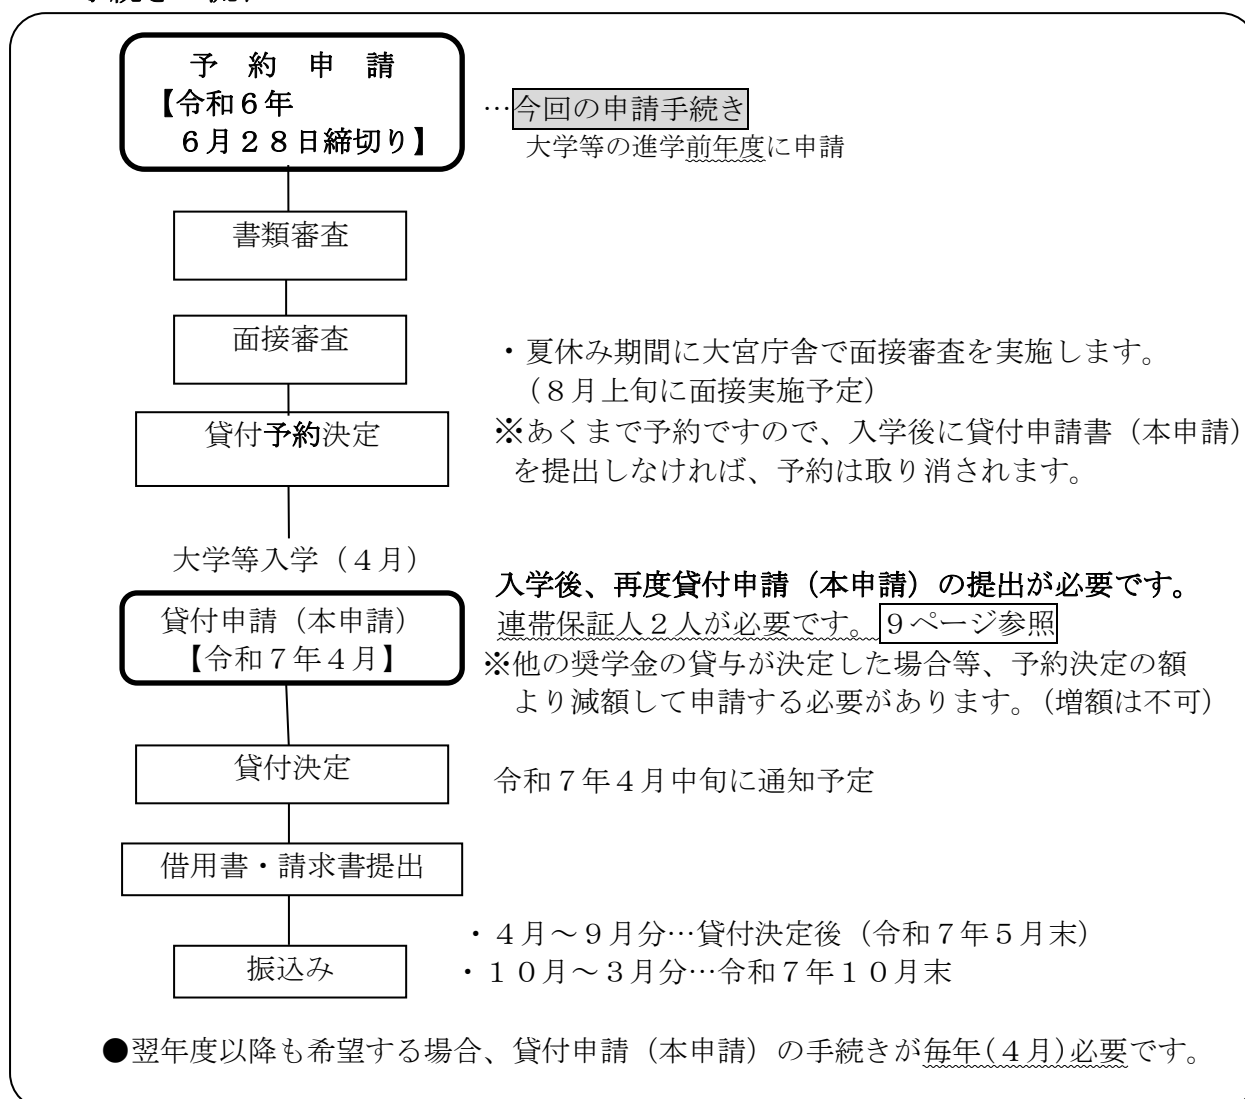 予 約 申 請
【令和６年
６月２８日締切り】
…今回の申請手続き
大学等の進学前年度に申請
書類審査
面接審査
・夏休み期間に大宮庁舎で面接審査を実施します。
（８月上旬に面接実施予定）
貸付予約決定
※あくまで予約ですので、入学後に貸付申請書（本申請）
を提出しなければ、予約は取り消されます。
大学等入学（４月）
貸付申請（本申請）
【令和７年４月】
入学後、再度貸付申請（本申請）の提出が必要です。
連帯保証人２人が必要です。９ページ参照
※他の奨学金の貸与が決定した場合等、予約決定の額
より減額して申請する必要があります。（増額は不可）
貸付決定
令和７年４月中旬に通知予定
借用書・請求書提出
振込み
・４月～９月分…貸付決定後（令和７年５月末）
・１０月～３月分…令和７年１０月末
●翌年度以降も希望する場合、貸付申請（本申請）の手続きが毎年(４月)必要です。